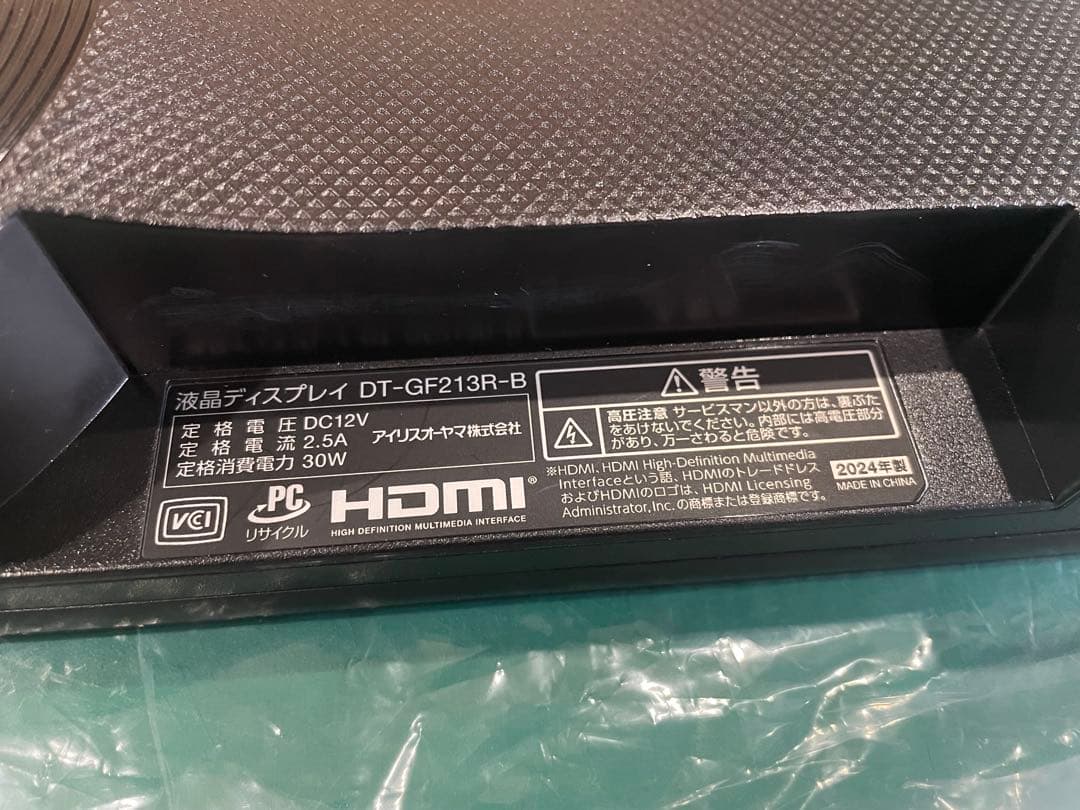 液晶ディスプレイ DT-GF213R-B
定格電圧 DC12V
定格電流 2.5A
定格消費電力 30W
アイリスオーヤマ株式会社
VCCI
PC
リサイクル
HDMI®
HIGH DEFINITION MULTIMEDIA INTERFACE
警告
高圧注意 サービスマン以外の方は、裏ぶた
をあけないでください。内部には高電圧部分
があり、万一さわると危険です。
※HDMI、HDMI High-Definition Multimedia
Interfaceという語、HDMIのトレードドレス
およびHDMIのロゴは、HDMI Licensing
Administrator, Inc. の商標または登録商標です。
2024年製
MADE IN CHINA